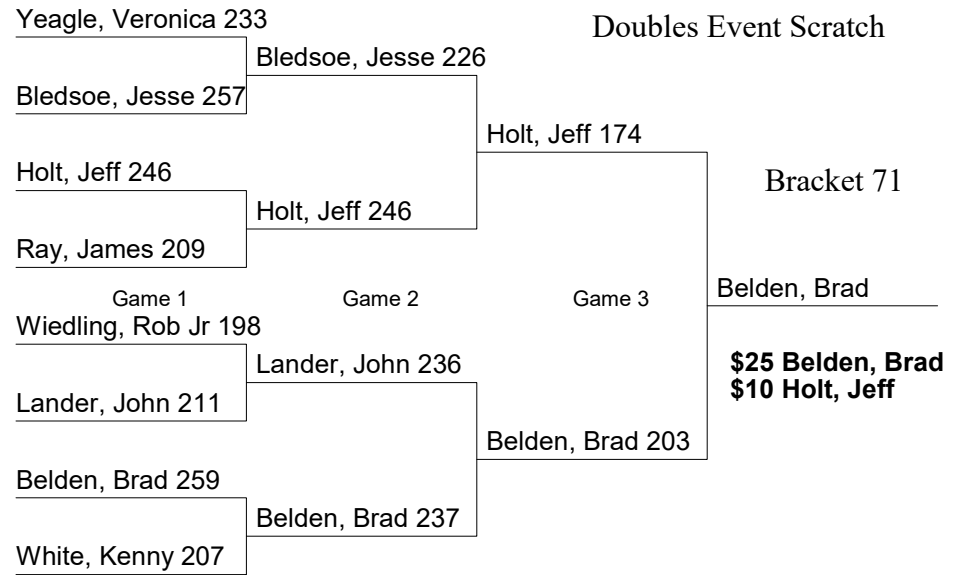 Yeagle, Veronica 233
Doubles Event Scratch
Bledsoe, Jesse 226
Bledsoe, Jesse 257
Holt, Jeff 174
Holt, Jeff 246
Bracket 71
Holt, Jeff 246
Ray, James 209
Game 1
Game 2
Game 3
Belden, Brad
Wiedling, Rob Jr 198
Lander, John 236
$25 Belden, Brad
$10 Holt, Jeff
Lander, John 211
Belden, Brad 203
Belden, Brad 259
Belden, Brad 237
White, Kenny 207